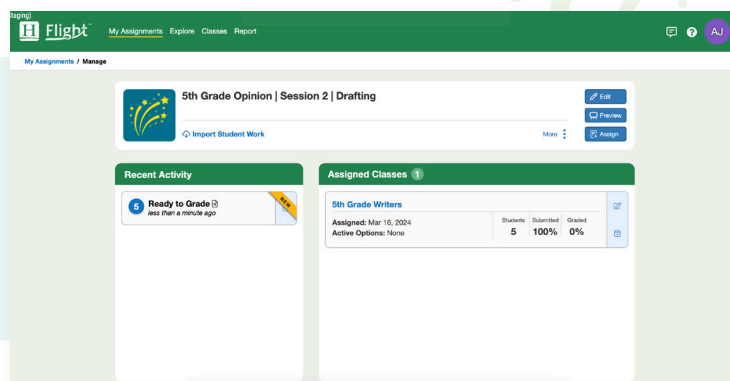 taging)
H Flight
My Assignments Explore Classes Report
AJ
My Assignments / Manage
5th Grade Opinion | Session 2 | Drafting
Edit
Preview
Import Student Work
More
Assign
Recent Activity
Assigned Classes 1
5 Ready to Grade
less than a minute ago
NEW
5th Grade Writers
Assigned: Mar 16, 2024
Active Options: None
Students Submitted Graded
5 100% 0%